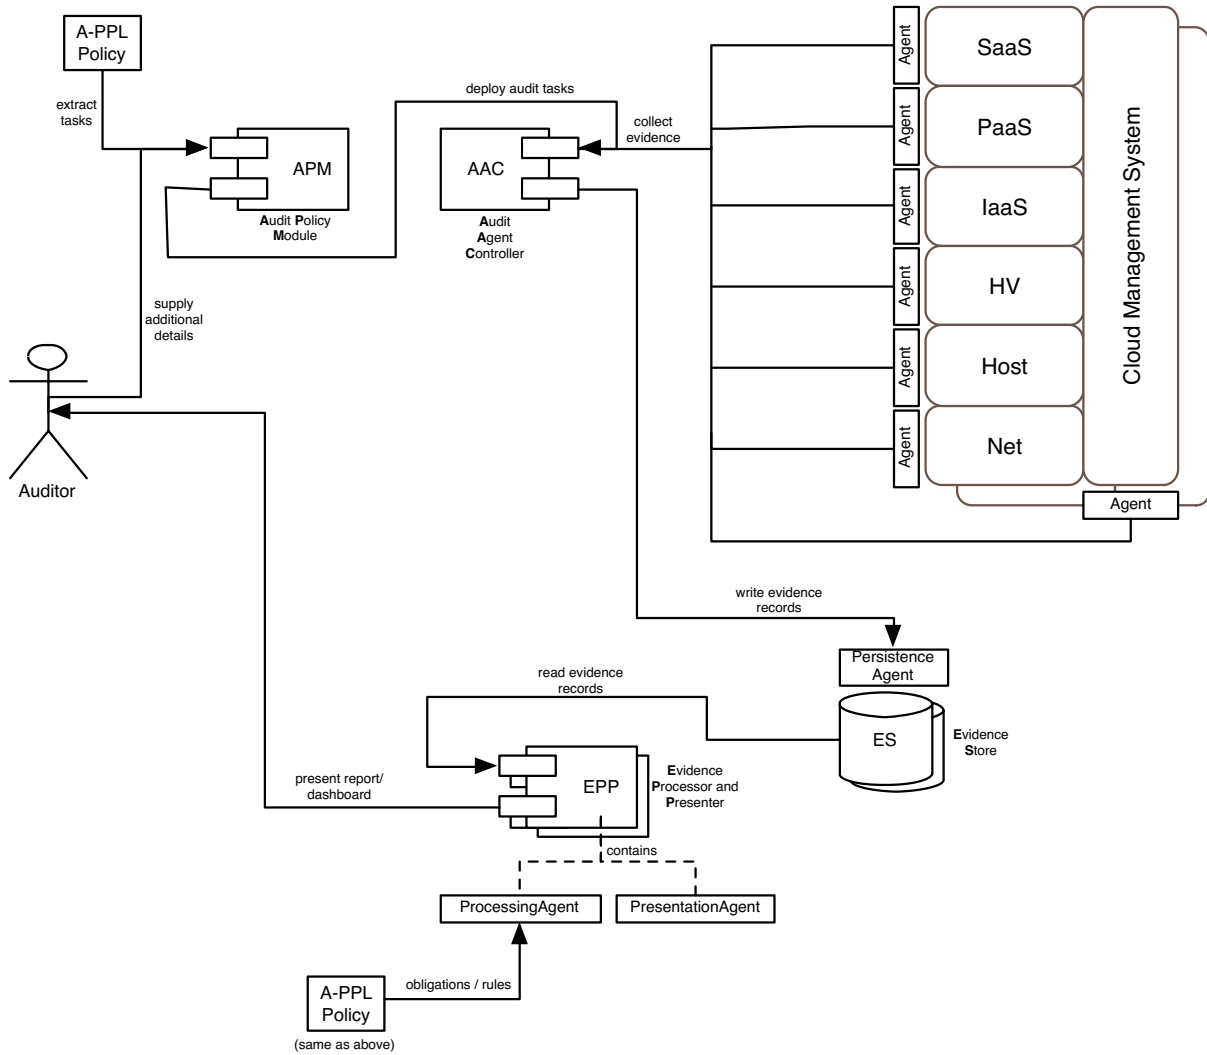 A-PPL
Policy
extract
tasks
deploy audit tasks
collect
evidence
APM
Audit Policy
Module
AAC
Audit
Agent
Controller
Agent
SaaS
Agent
PaaS
Agent
IaaS
Agent
HV
Agent
Host
Agent
Net
Cloud Management System
Agent
supply
additional
details
Auditor
write evidence
records
Persistence
Agent
ES
Evidence
Store
read evidence
records
EPP
Evidence
Processor and
Presenter
present report/
dashboard
contains
ProcessingAgent
PresentationAgent
A-PPL
Policy
obligations / rules
(same as above)